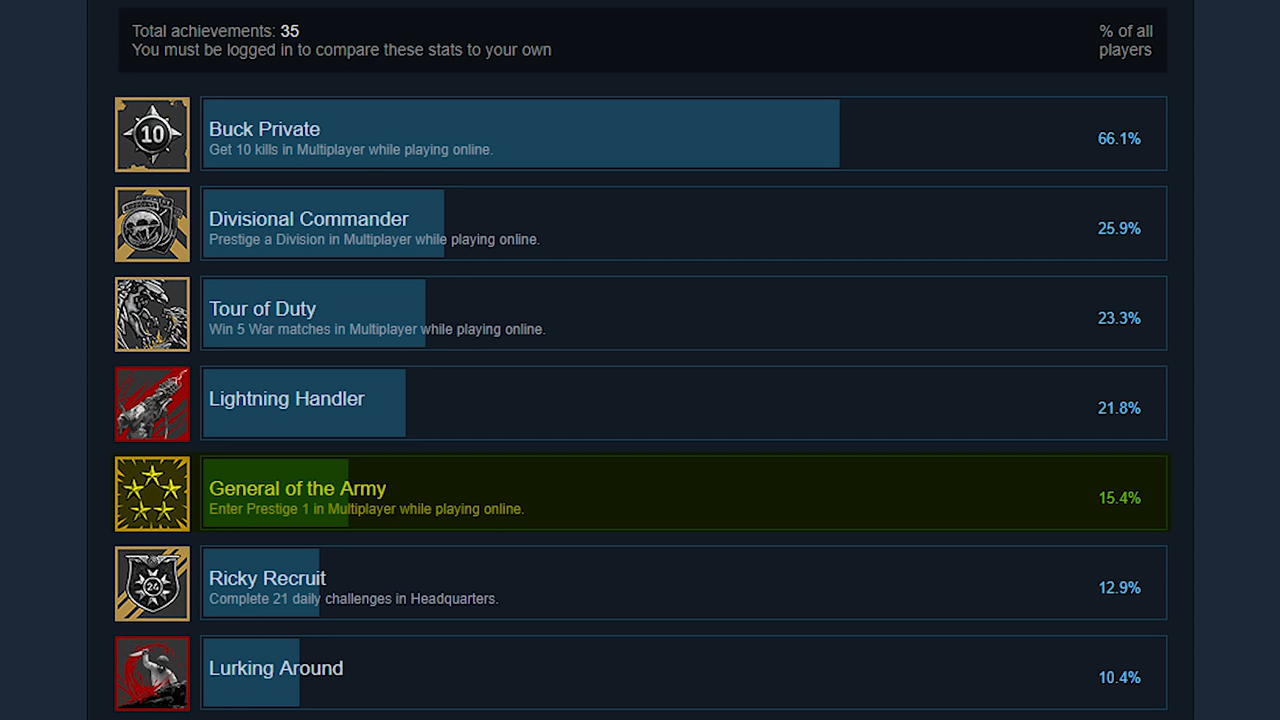 Total achievements: 35
You must be logged in to compare these stats to your own
% of all
players
10
Buck Private
Get 10 kills in Multiplayer while playing online.
66.1%
Divisional Commander
Prestige a Division in Multiplayer while playing online.
25.9%
Tour of Duty
Win 5 War matches in Multiplayer while playing online.
23.3%
Lightning Handler
21.8%
General of the Army
Enter Prestige 1 in Multiplayer while playing online.
15.4%
24
Ricky Recruit
Complete 21 daily challenges in Headquarters.
12.9%
Lurking Around
10.4%